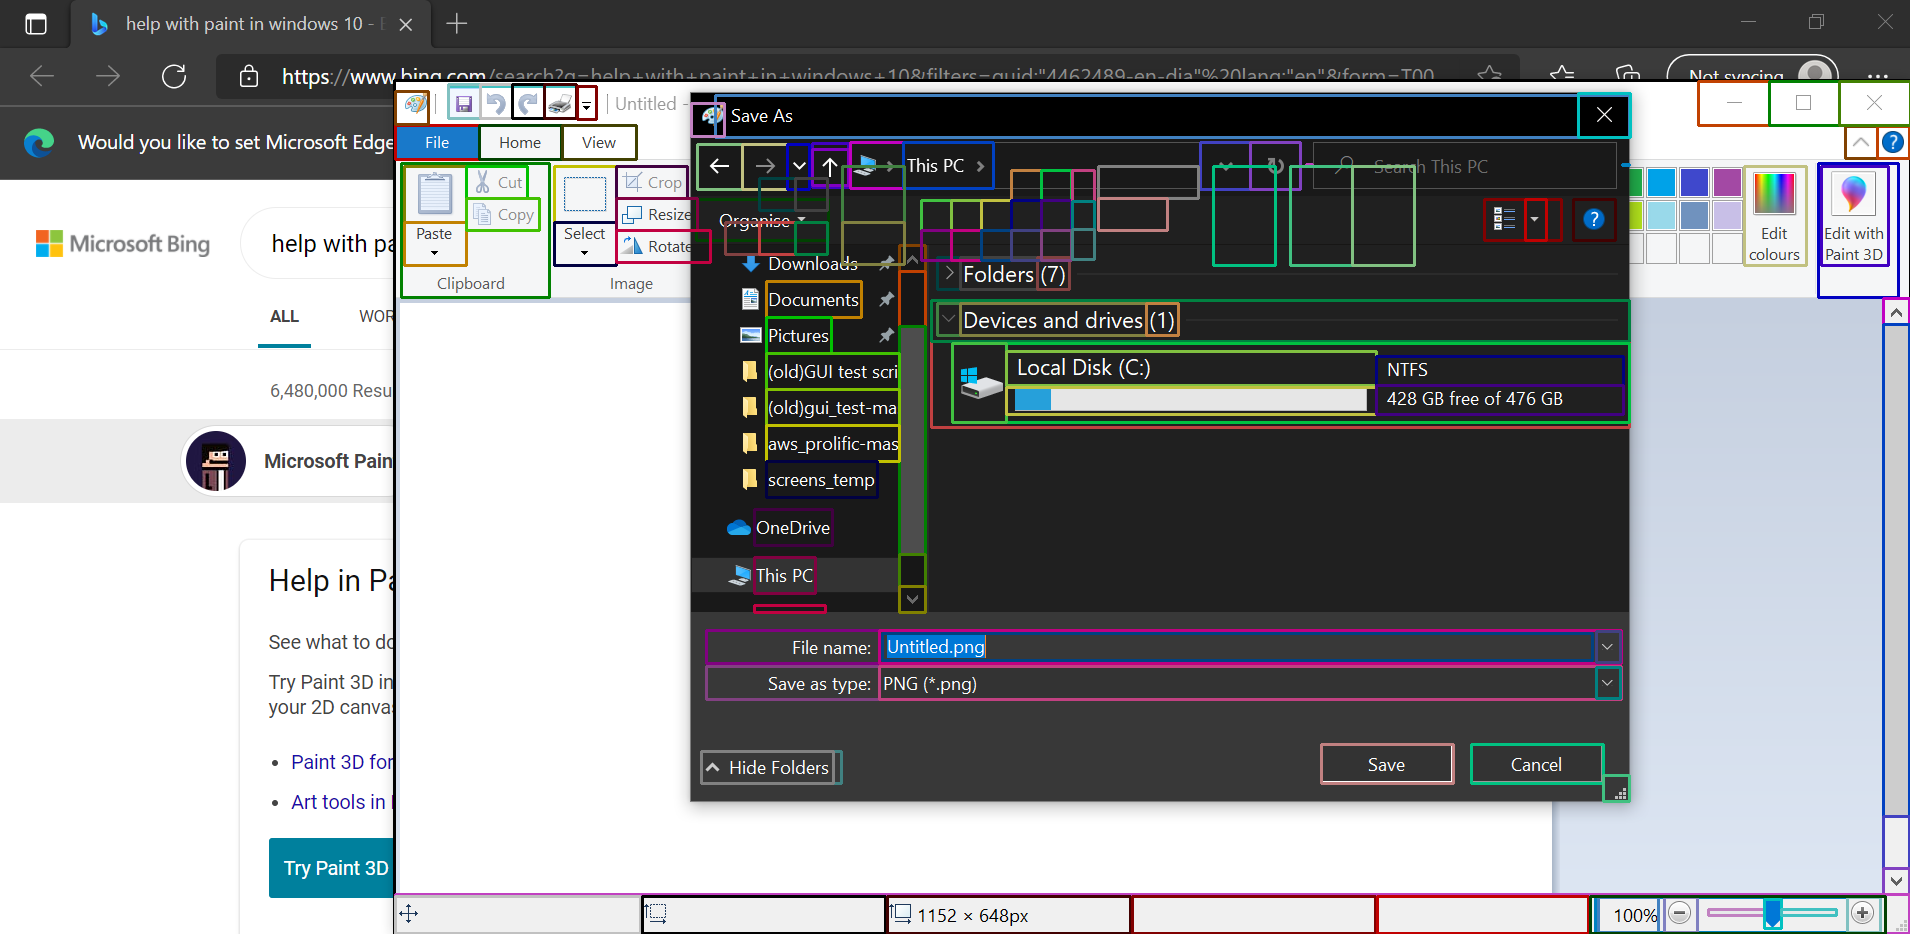 help with paint in windows 10 -
https://www.bing.com/search?q=help+with+paint+in+windows+10&filters=guid:"4462489-en-dia"%20lang:"en"&form=T00
Not syncing
Untitled -
Save As
Would you like to set Microsoft Edge
File
Home
View
This PC
Search This PC
Cut
Copy
Paste
Clipboard
Crop
Resize
Rotate
Select
Image
Organise
Edit colours
Edit with Paint 3D
Microsoft Bing
help with pa
Downloads
Documents
Pictures
(old)GUI test scri
(old)gui_test-ma
aws_prolific-mas
screens_temp
OneDrive
This PC
Folders (7)
Devices and drives (1)
Local Disk (C:)
NTFS
428 GB free of 476 GB
ALL
WOR
6,480,000 Resu
Microsoft Pain
Help in Pa
See what to do
Try Paint 3D in
your 2D canvas
Paint 3D for
Art tools in
Try Paint 3D
File name:
Untitled.png
Save as type:
PNG (*.png)
Hide Folders
Save
Cancel
1152 × 648px
100%